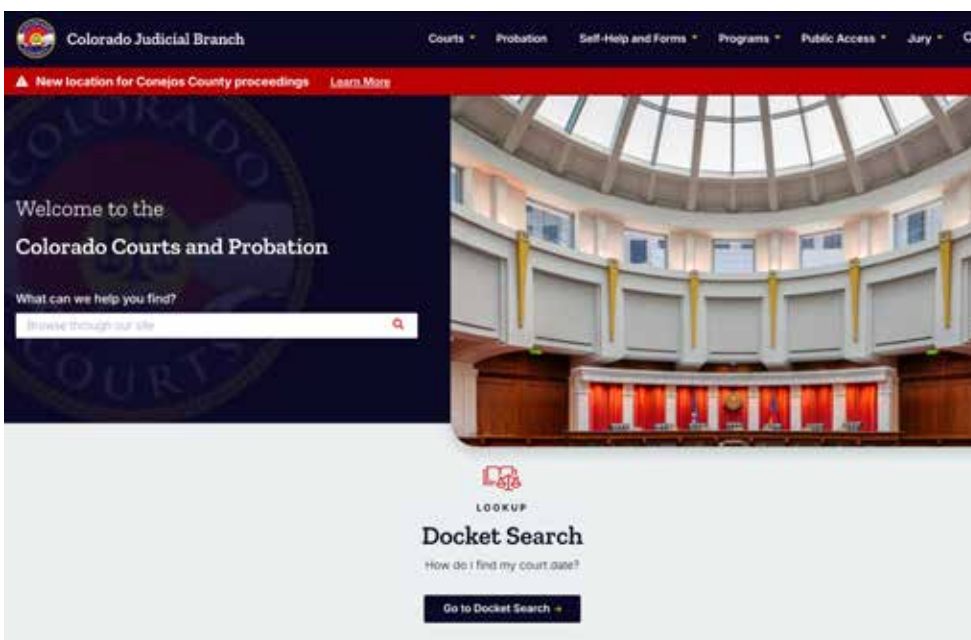 Colorado Judicial Branch
Courts Probation Self-Help and Forms Programs Public Access Jury
New location for Conejos County proceedings Learn More
COLORADO
COURTS
Welcome to the
Colorado Courts and Probation
What can we help you find?
Browse through our site
LOOKUP
Docket Search
How do I find my court date?
Go to Docket Search →